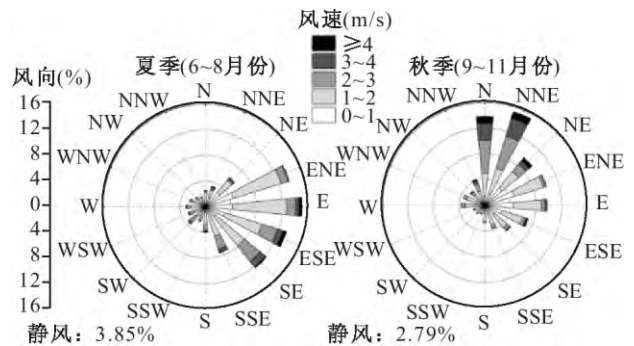 风速(m/s)
≥4
3~4
2~3
1~2
0~1
风向(%)
16
12
8
4
0
4
8
12
16
夏季(6~8月份)
N
NNE
NE
ENE
E
ESE
SE
SSE
S
SSW
SW
WSW
W
WNW
NW
NNW
静风：3.85%
秋季(9~11月份)
N
NNE
NE
ENE
E
ESE
SE
SSE
S
SSW
SW
WSW
W
WNW
NW
NNW
静风：2.79%